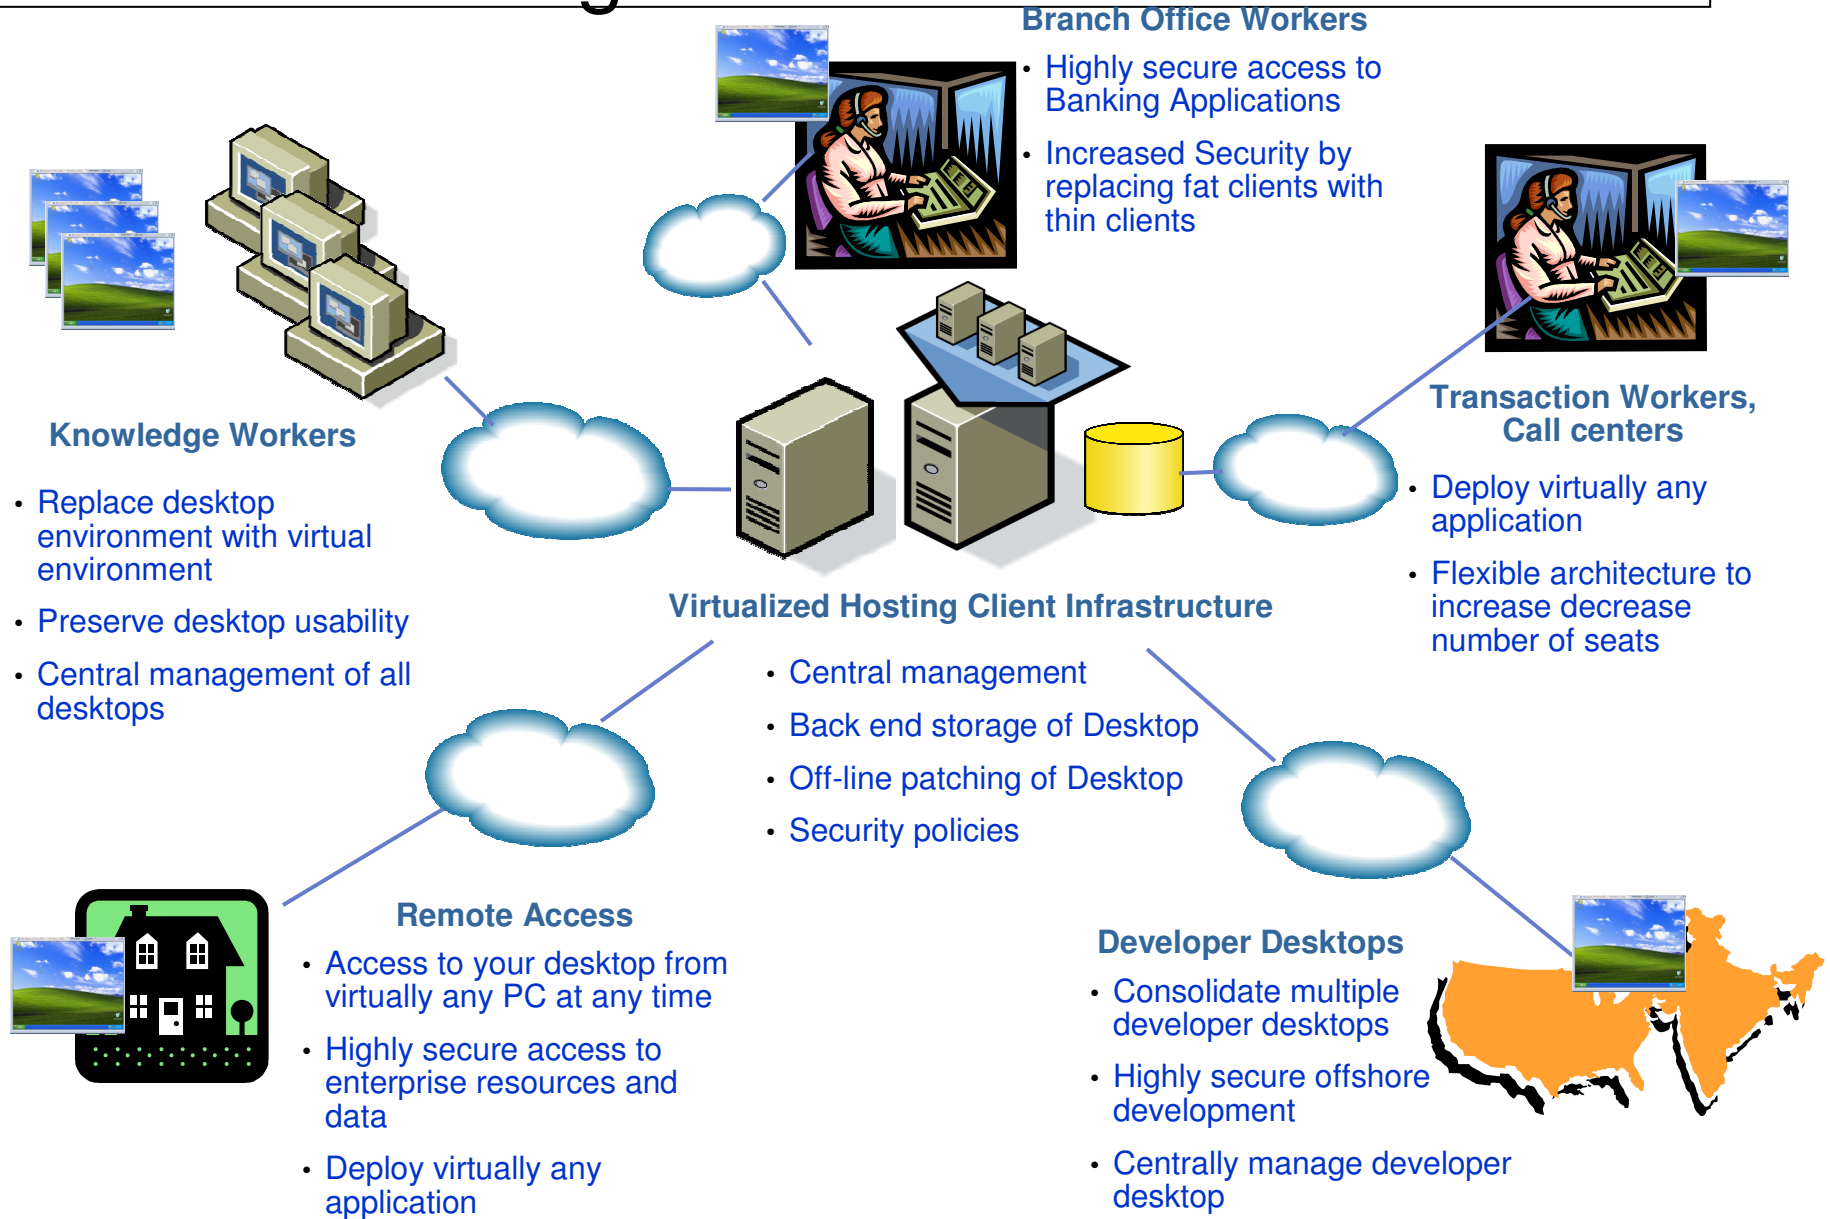 Branch Office Workers
• Highly secure access to
Banking Applications
• Increased Security by
replacing fat clients with
thin clients
Knowledge Workers
• Replace desktop
environment with virtual
environment
• Preserve desktop usability
• Central management of all
desktops
Transaction Workers,
Call centers
• Deploy virtually any
application
• Flexible architecture to
increase decrease
number of seats
Virtualized Hosting Client Infrastructure
• Central management
• Back end storage of Desktop
• Off-line patching of Desktop
• Security policies
Remote Access
• Access to your desktop from
virtually any PC at any time
• Highly secure access to
enterprise resources and
data
• Deploy virtually any
application
Developer Desktops
• Consolidate multiple
developer desktops
• Highly secure offshore
development
• Centrally manage developer
desktop